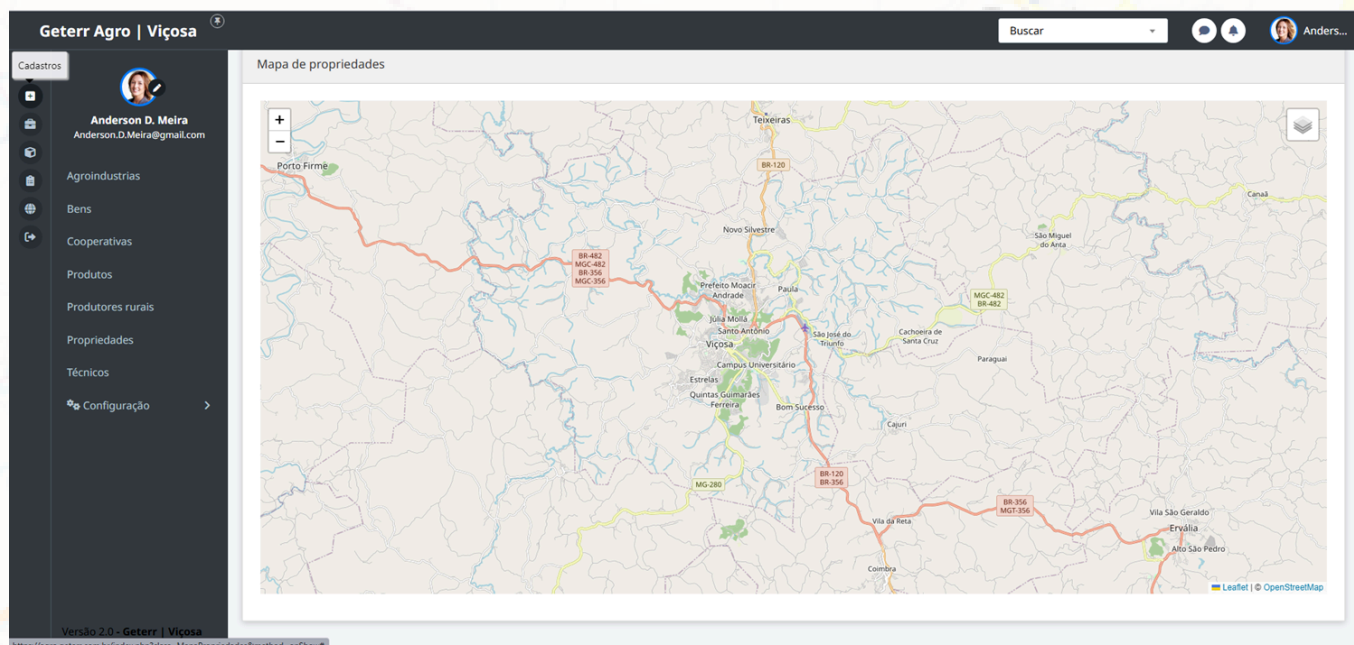 Geterr Agro | Viçosa
Buscar
Anders...
Cadastros
Anderson D. Meira
Anderson.D.Meira@gmail.com
Agroindustrias
Bens
Cooperativas
Produtos
Produtores rurais
Propriedades
Técnicos
Configuração
Versão 2.0 - Geterr | Viçosa
Mapa de propriedades
+
−
Teixeiras
Porto Firme
BR-120
Canaã
Novo Silvestre
São Miguel
do Anta
BR-482
MGC-482
BR-356
MGC-356
Prefeito Moacir
Andrade
Paula
MGC-482
BR-482
Júlia Mollá
Santo Antônio
São José do
Triunfo
Cachoeira de
Santa Cruz
Viçosa
Paraguai
Campus Universitário
Estrelas
Quintas Guimarães
Ferreira
Bom Sucesso
Cajuri
MG-280
BR-120
BR-356
BR-356
MGT-356
Vila São Geraldo
Vila da Reta
Ervália
Alto São Pedro
Coimbra
Leaflet | © OpenStreetMap